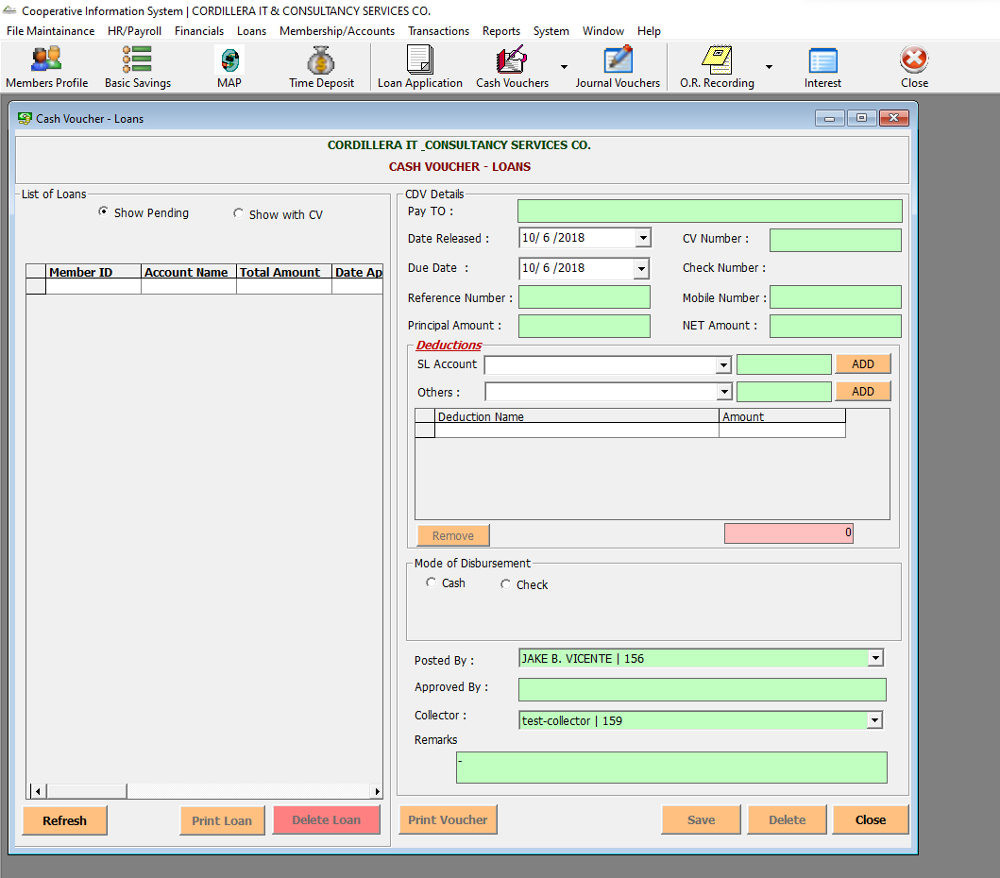 Cooperative Information System | CORDILLERA IT & CONSULTANCY SERVICES CO.
File Maintainance HR/Payroll Financials Loans Membership/Accounts Transactions Reports System Window Help
Members Profile Basic Savings MAP Time Deposit Loan Application Cash Vouchers Journal Vouchers O.R. Recording Interest Close
Cash Voucher - Loans
CORDILLERA IT _CONSULTANCY SERVICES CO.
CASH VOUCHER - LOANS
List of Loans
Show Pending Show with CV
Member ID Account Name Total Amount Date Ap
Refresh Print Loan Delete Loan
CDV Details
Pay TO :
Date Released : 10/ 6 /2018 CV Number :
Due Date : 10/ 6 /2018 Check Number :
Reference Number : Mobile Number :
Principal Amount : NET Amount :
Deductions
SL Account ADD
Others : ADD
Deduction Name Amount
Remove 0
Mode of Disbursement
Cash Check
Posted By : JAKE B. VICENTE | 156
Approved By :
Collector : test-collector | 159
Remarks
-
Print Voucher Save Delete Close